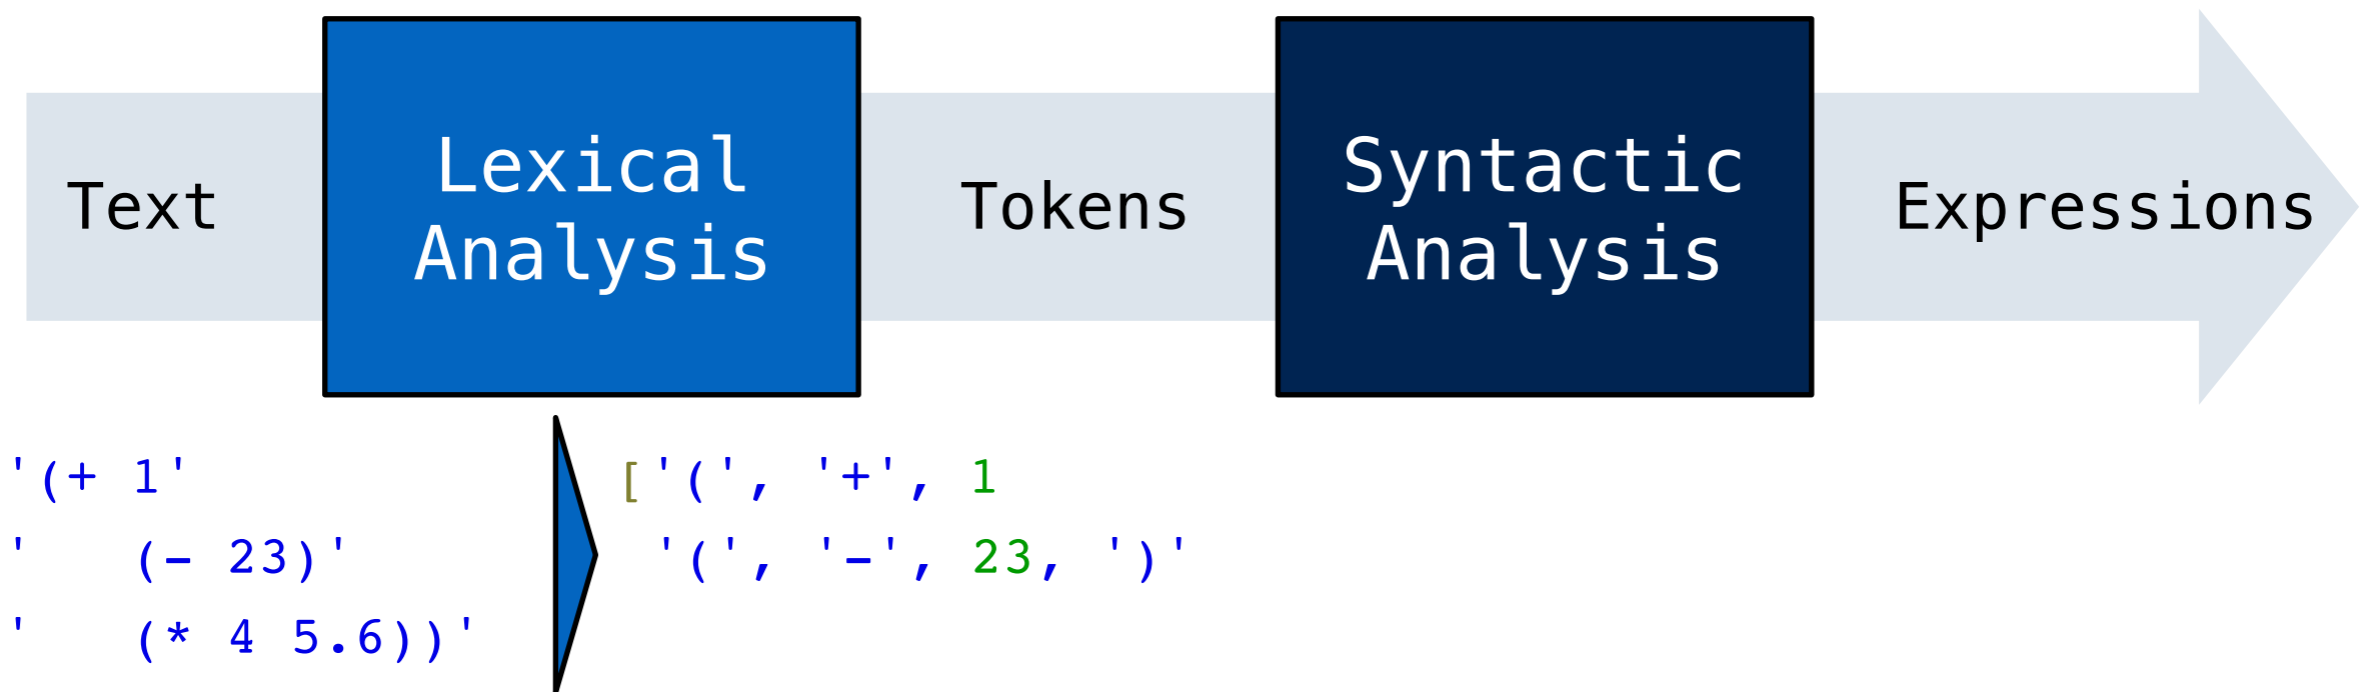 Text
Lexical
Analysis
Tokens
Syntactic
Analysis
Expressions
'(+ 1'
'   (- 23)'
'   (* 4 5.6))'
['(', '+', 1
'(', '-', 23, ')'